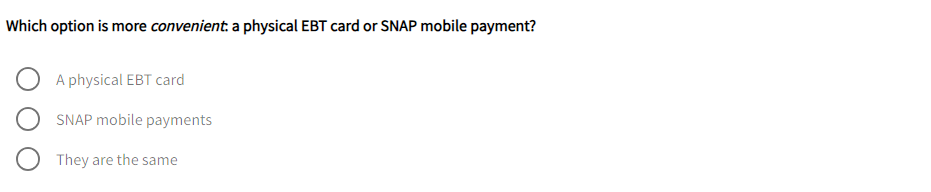 Which option is more convenient: a physical EBT card or SNAP mobile payment?
A physical EBT card
SNAP mobile payments
They are the same